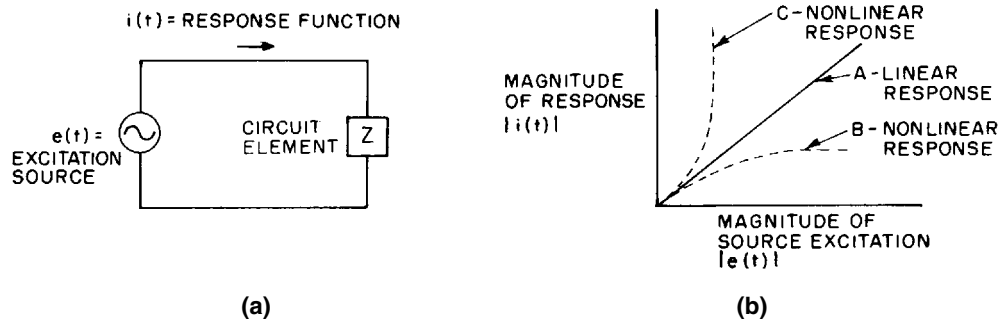 i(t) = RESPONSE FUNCTION
e(t) =
EXCITATION
SOURCE
CIRCUIT
ELEMENT
Z
(a)
C-NONLINEAR
RESPONSE
MAGNITUDE
OF RESPONSE
|i(t)|
A-LINEAR
RESPONSE
B-NONLINEAR
RESPONSE
MAGNITUDE OF
SOURCE EXCITATION
|e(t)|
(b)